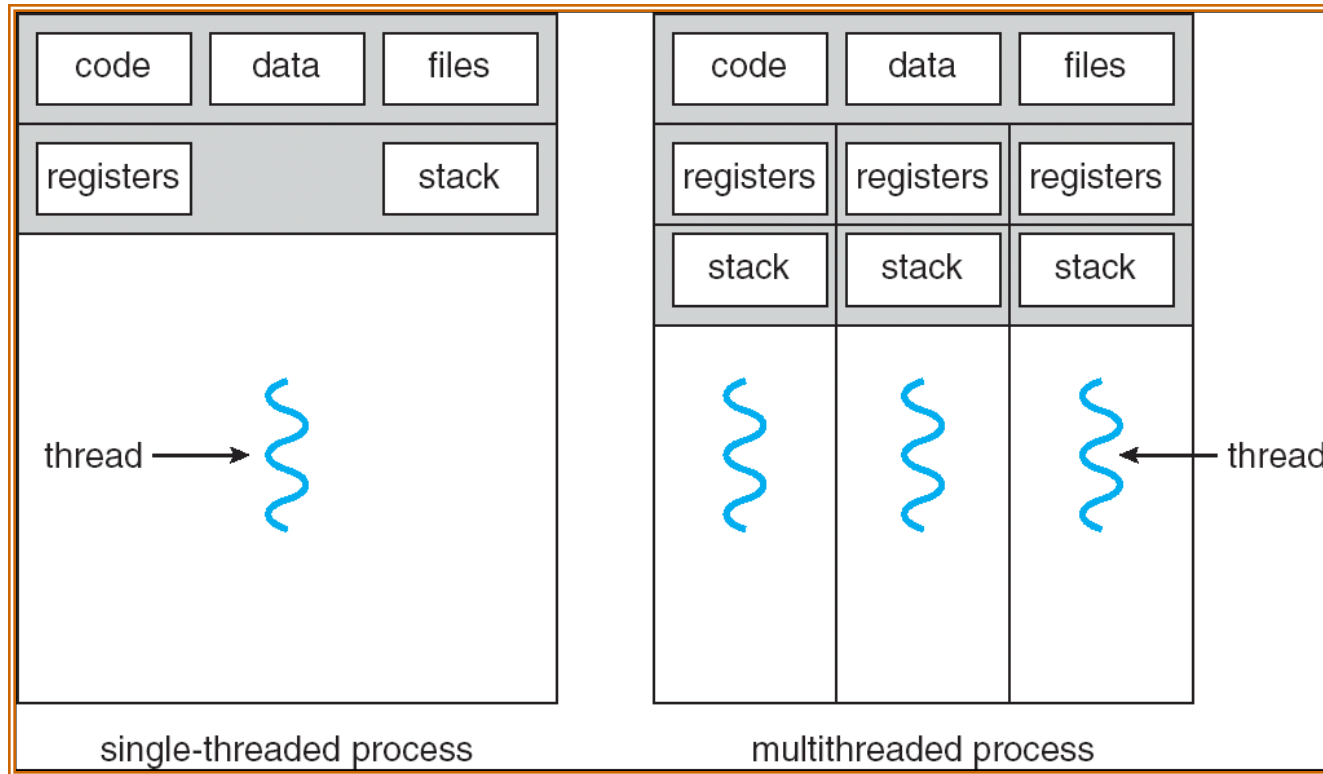 code data files code data files
registers stack registers registers registers
stack stack stack
thread thread
single-threaded process multithreaded process